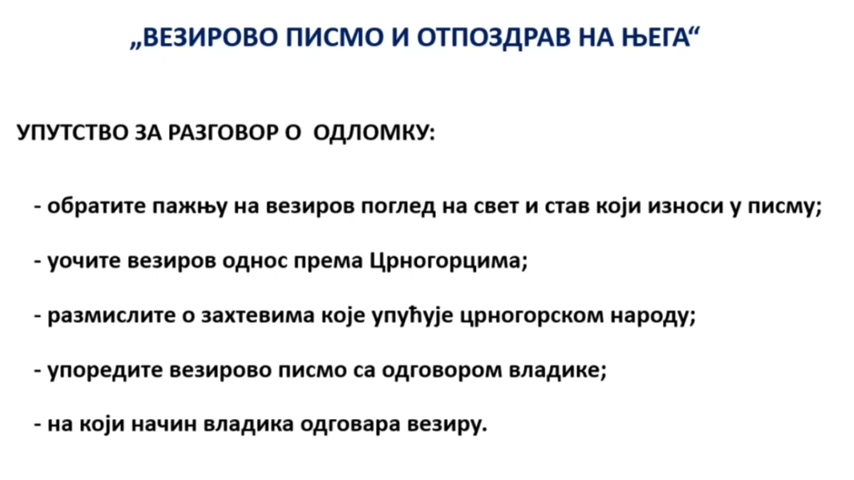 „ВЕЗИРОВО ПИСМО И ОТПОЗДРАВ НА ЊЕГА“
УПУТСТВО ЗА РАЗГОВОР О ОДЛОМКУ:
- обратите пажњу на везиров поглед на свет и став који износи у писму;
- уочите везиров однос према Црногорцима;
- размислите о захтевима које упућује црногорском народу;
- упоредите везирово писмо са одговором владике;
- на који начин владика одговара везиру.